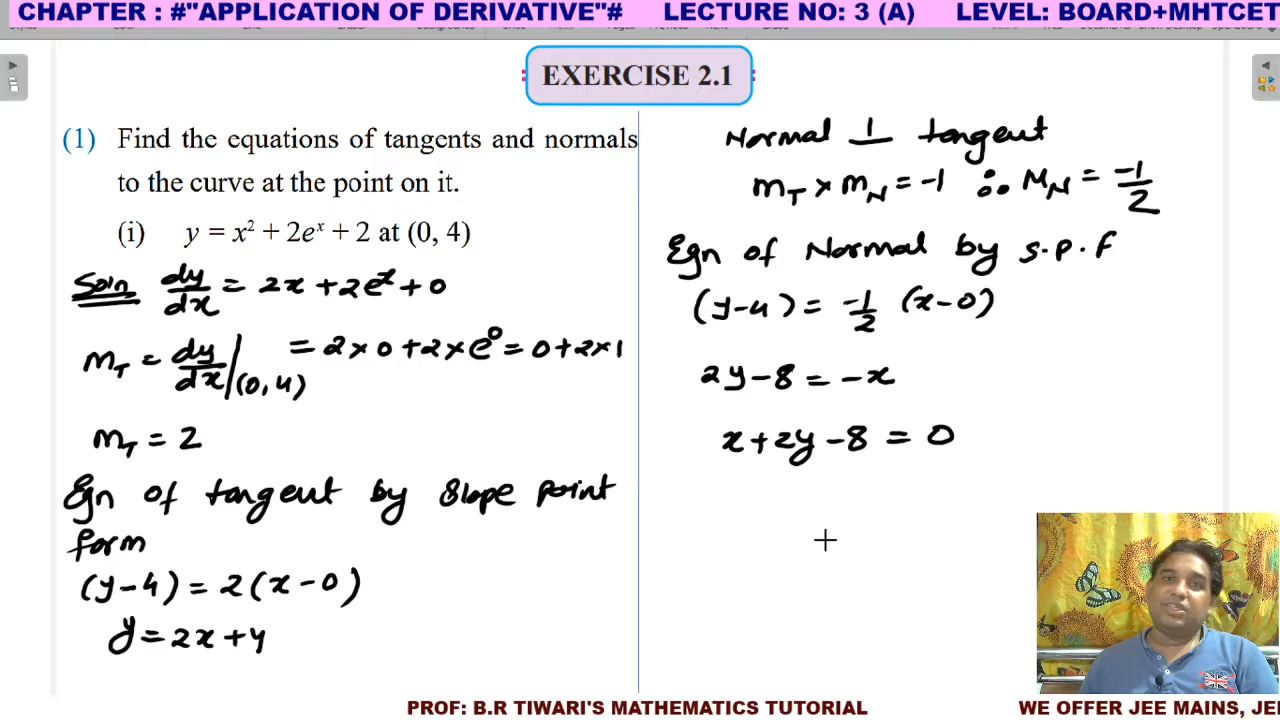 CHAPTER : #"APPLICATION OF DERIVATIVE"# LECTURE NO: 3 (A) LEVEL: BOARD+MHTCET
EXERCISE 2.1
(1) Find the equations of tangents and normals
to the curve at the point on it.
(i) y = x² + 2eˣ + 2 at (0, 4)
Soln dy/dx = 2x + 2eˣ + 0
m_T = dy/dx|(0, 4) = 2 × 0 + 2 × e⁰ = 0 + 2 × 1
m_T = 2
Eqn of tangent by Slope point
form
(y - 4) = 2 (x - 0)
y = 2x + 4
Normal ⊥ tangent
m_T × m_N = -1 ∴ M_N = -1/2
Eqn of Normal by s.p.f
(y - 4) = -1/2 (x - 0)
2y - 8 = -x
x + 2y - 8 = 0
PROF: B.R TIWARI'S MATHEMATICS TUTORIAL WE OFFER JEE MAINS, JE